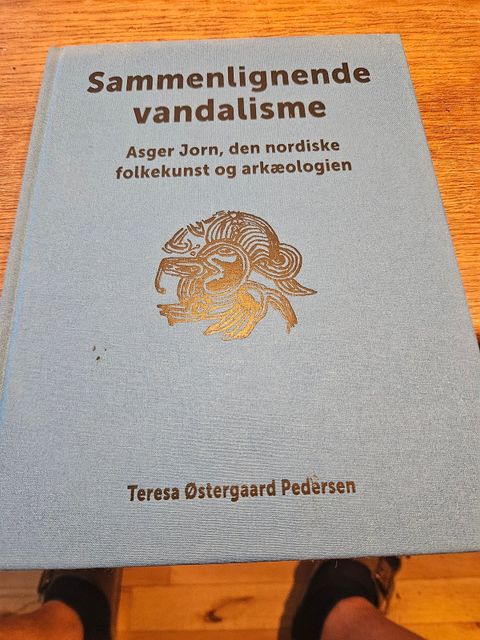 Sammenlignende
vandalisme
Asger Jorn, den nordiske
folkekunst og arkæologien
Teresa Østergaard Pedersen